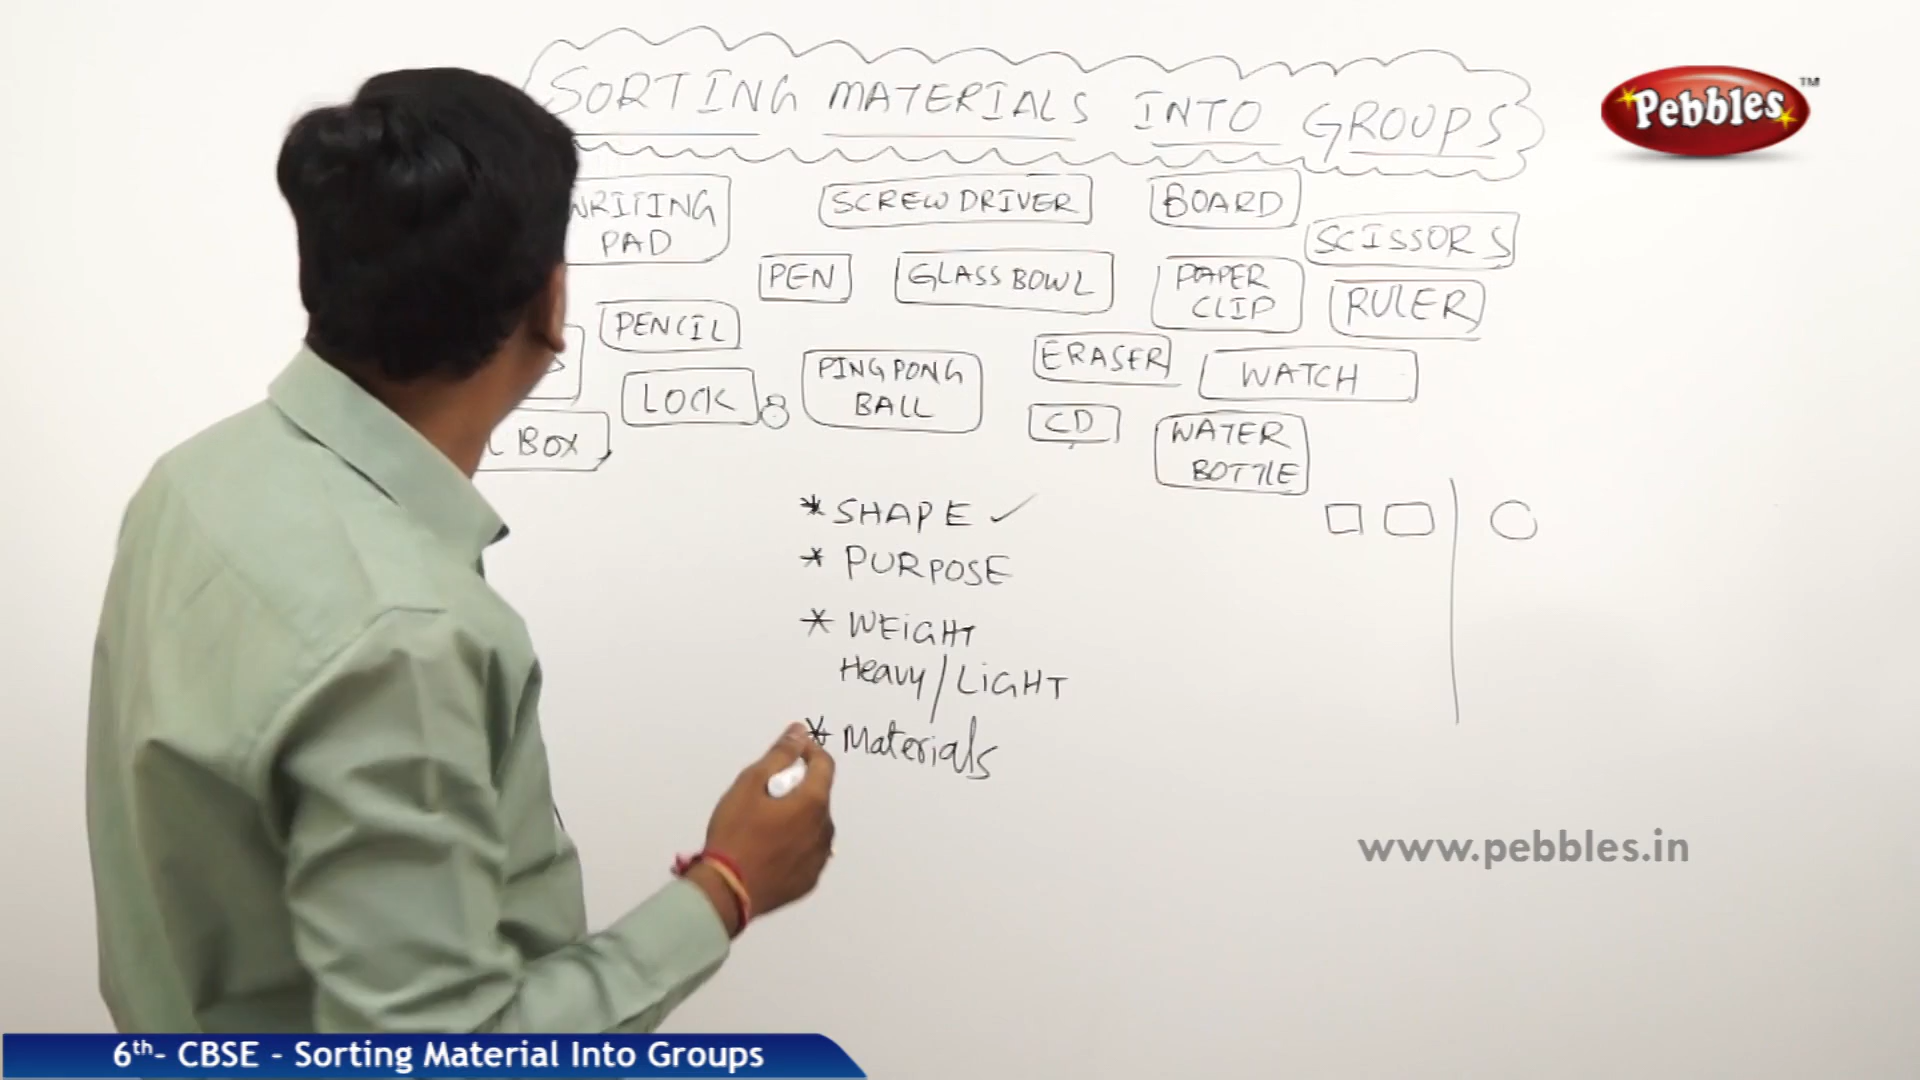 SORTING MATERIALS INTO GROUPS
Pebbles™
WRITING
PAD
SCREW DRIVER
BOARD
SCISSORS
PEN
GLASS BOWL
PAPER
CLIP
RULER
PENCIL
ERASER
WATCH
LOCK
PING PONG
BALL
CD
WATER
BOTTLE
BOX
* SHAPE ✓
* PURPOSE
* WEIGHT
Heavy/LIGHT
* Materials
www.pebbles.in
6th- CBSE - Sorting Material Into Groups